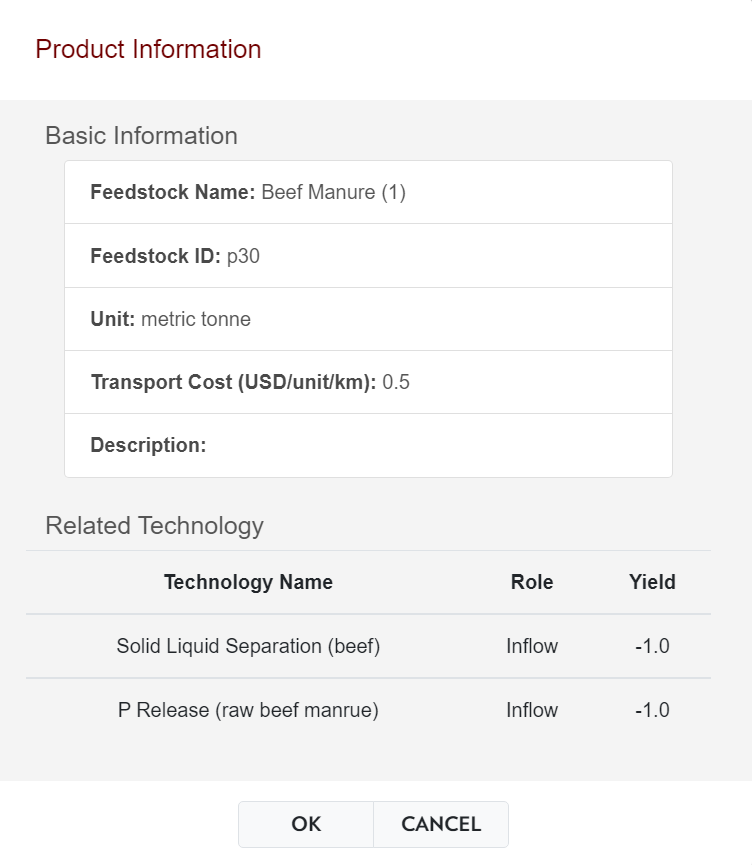 Product Information
Basic Information
Feedstock Name: Beef Manure (1)
Feedstock ID: p30
Unit: metric tonne
Transport Cost (USD/unit/km): 0.5
Description:
Related Technology
Technology Name Role Yield
Solid Liquid Separation (beef) Inflow -1.0
P Release (raw beef manrue) Inflow -1.0
OK CANCEL